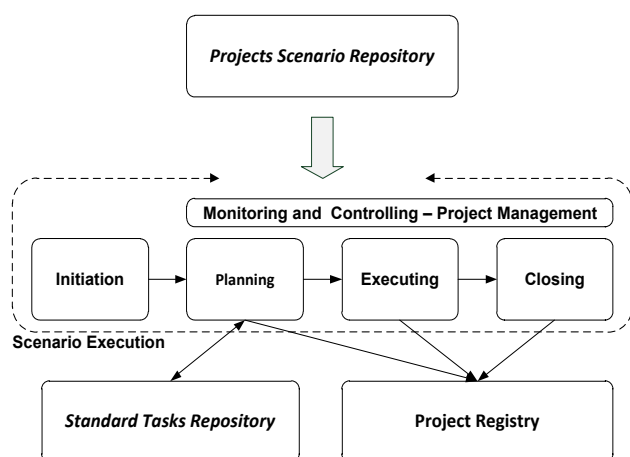 Projects Scenario Repository
Monitoring and Controlling – Project Management
Initiation
Planning
Executing
Closing
Scenario Execution
Standard Tasks Repository
Project Registry